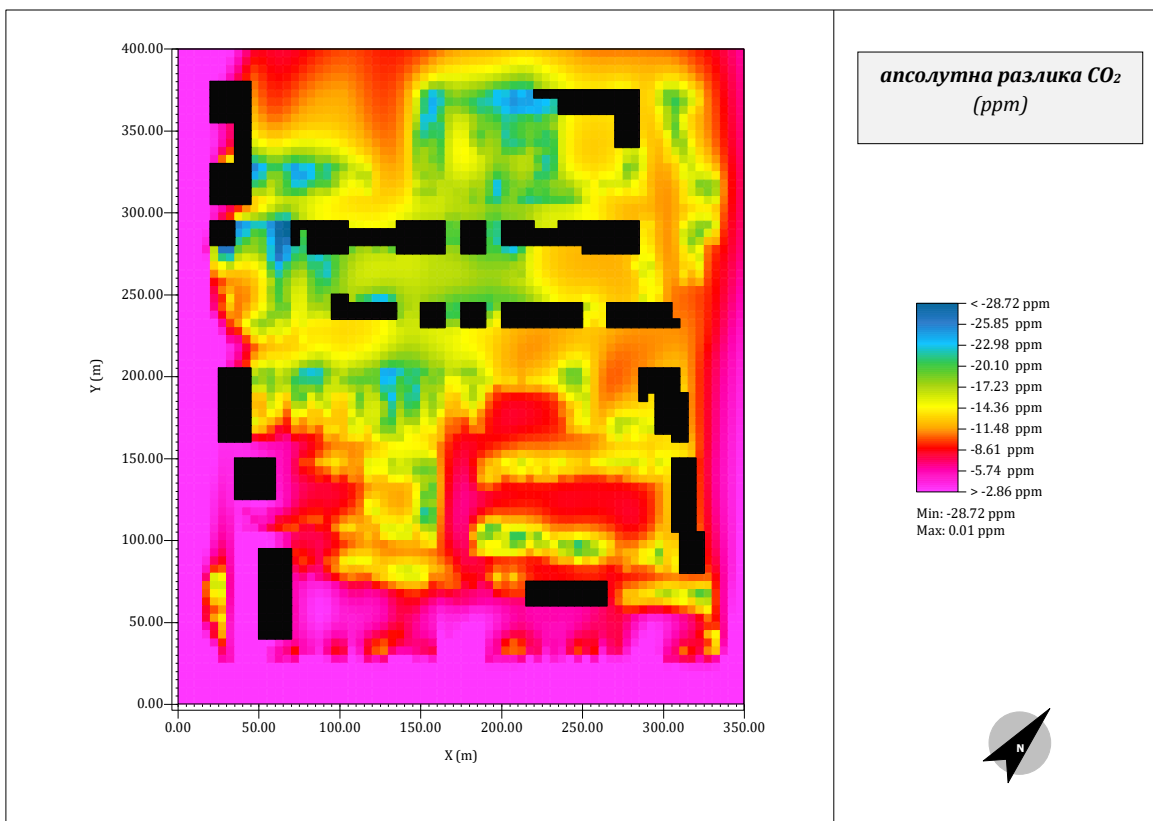 апсолутна разлика CO₂
(ppm)
400.00
350.00
300.00
250.00
200.00
150.00
100.00
50.00
0.00
Y (m)
0.00 50.00 100.00 150.00 200.00 250.00 300.00 350.00
X (m)
< -28.72 ppm
-25.85 ppm
-22.98 ppm
-20.10 ppm
-17.23 ppm
-14.36 ppm
-11.48 ppm
-8.61 ppm
-5.74 ppm
> -2.86 ppm
Min: -28.72 ppm
Max: 0.01 ppm
N